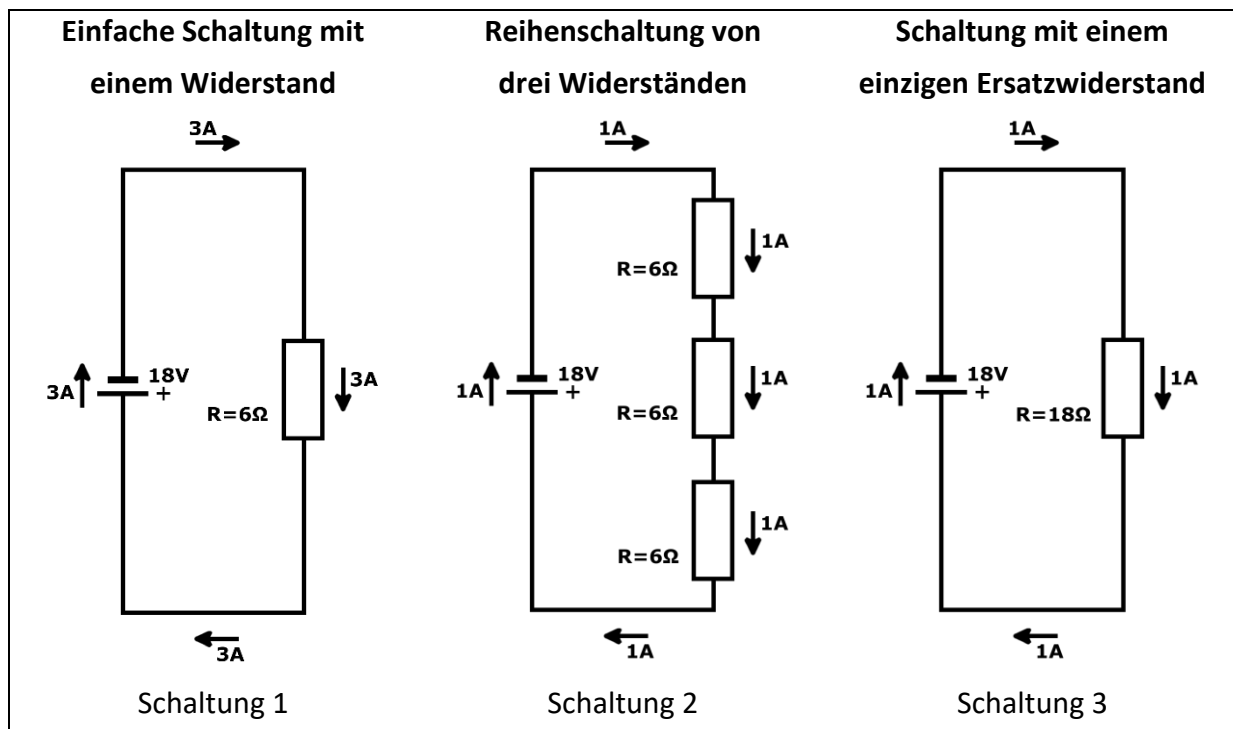 Einfache Schaltung mit
einem Widerstand
3A
3A
18V
+
R=6Ω
3A
3A
Schaltung 1
Reihenschaltung von
drei Widerständen
1A
1A
R=6Ω
1A
18V
+
1A
R=6Ω
1A
R=6Ω
1A
Schaltung 2
Schaltung mit einem
einzigen Ersatzwiderstand
1A
1A
18V
+
R=18Ω
1A
1A
Schaltung 3